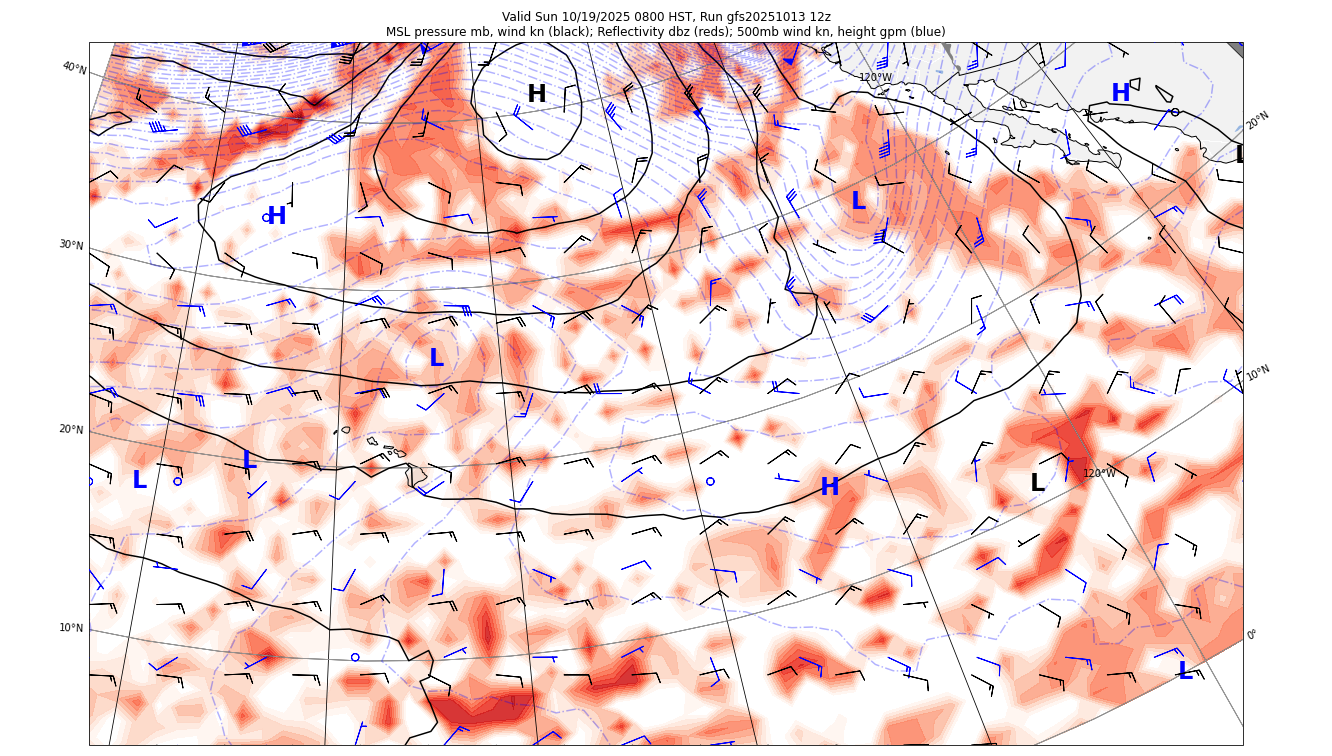 Valid Sun 10/19/2025 0800 HST, Run gfs20251013 12z
MSL pressure mb, wind kn (black); Reflectivity dbz (reds); 500mb wind kn, height gpm (blue)
40°N
120°W
H
H
20°N
L
H
L
30°N
L
10°N
20°N
L
L
H
L
120°W
10°N
0°
L